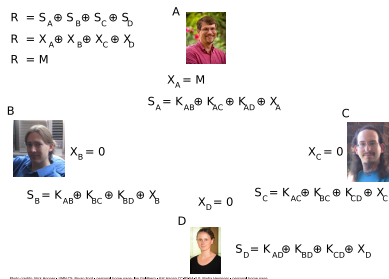 R = S_A ⊕ S_B ⊕ S_C ⊕ S_D
R = X_A ⊕ X_B ⊕ X_C ⊕ X_D
R = M
A
X_A = M
S_A = K_AB ⊕ K_AC ⊕ K_AD ⊕ X_A
B
X_B = 0
S_B = K_AB ⊕ K_BC ⊕ K_BD ⊕ X_B
C
X_C = 0
S_C = K_AC ⊕ K_BC ⊕ K_CD ⊕ X_C
X_D = 0
D
S_D = K_AD ⊕ K_BD ⊕ K_CD ⊕ X_D